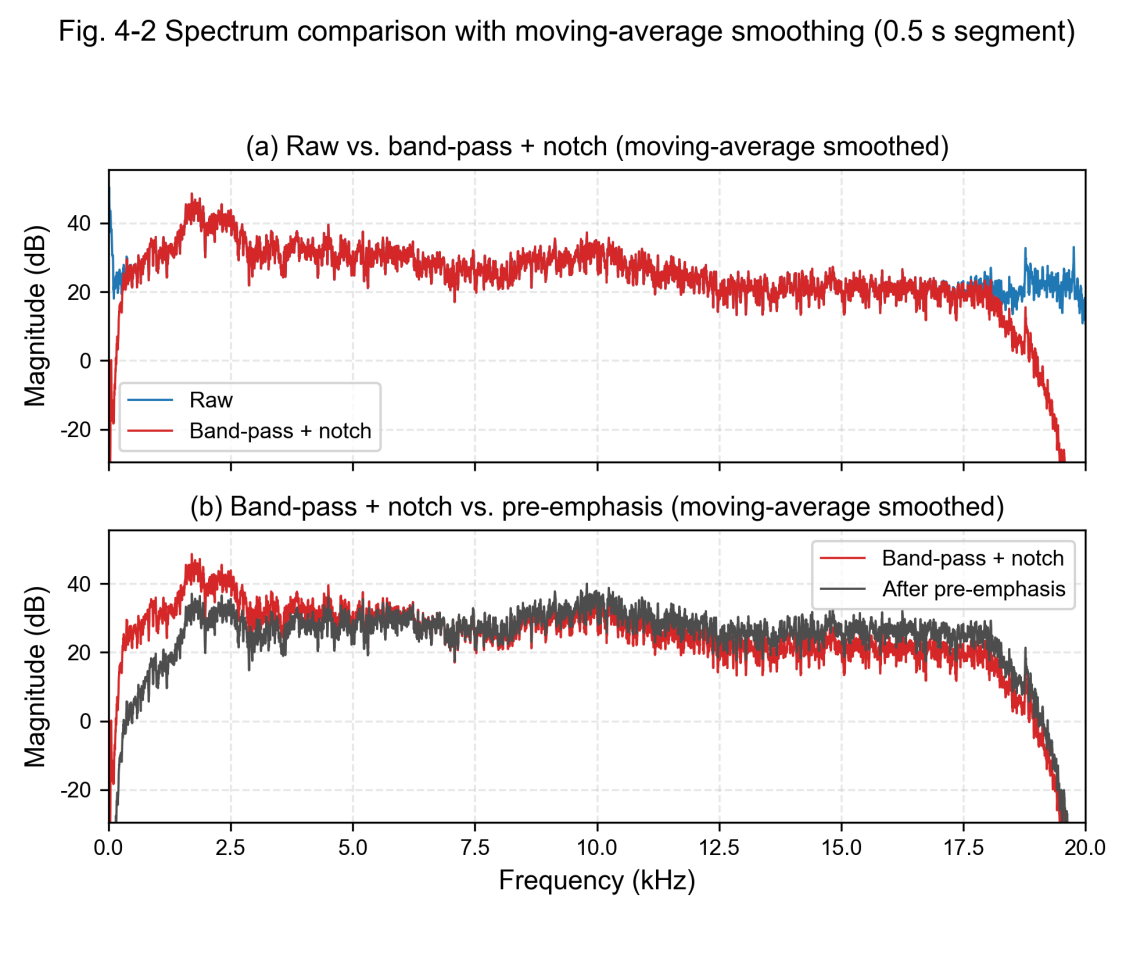 Fig. 4-2 Spectrum comparison with moving-average smoothing (0.5 s segment)
(a) Raw vs. band-pass + notch (moving-average smoothed)
Magnitude (dB)
40
20
0
-20
Raw
Band-pass + notch
(b) Band-pass + notch vs. pre-emphasis (moving-average smoothed)
Magnitude (dB)
40
20
0
-20
Band-pass + notch
After pre-emphasis
0.0 2.5 5.0 7.5 10.0 12.5 15.0 17.5 20.0
Frequency (kHz)